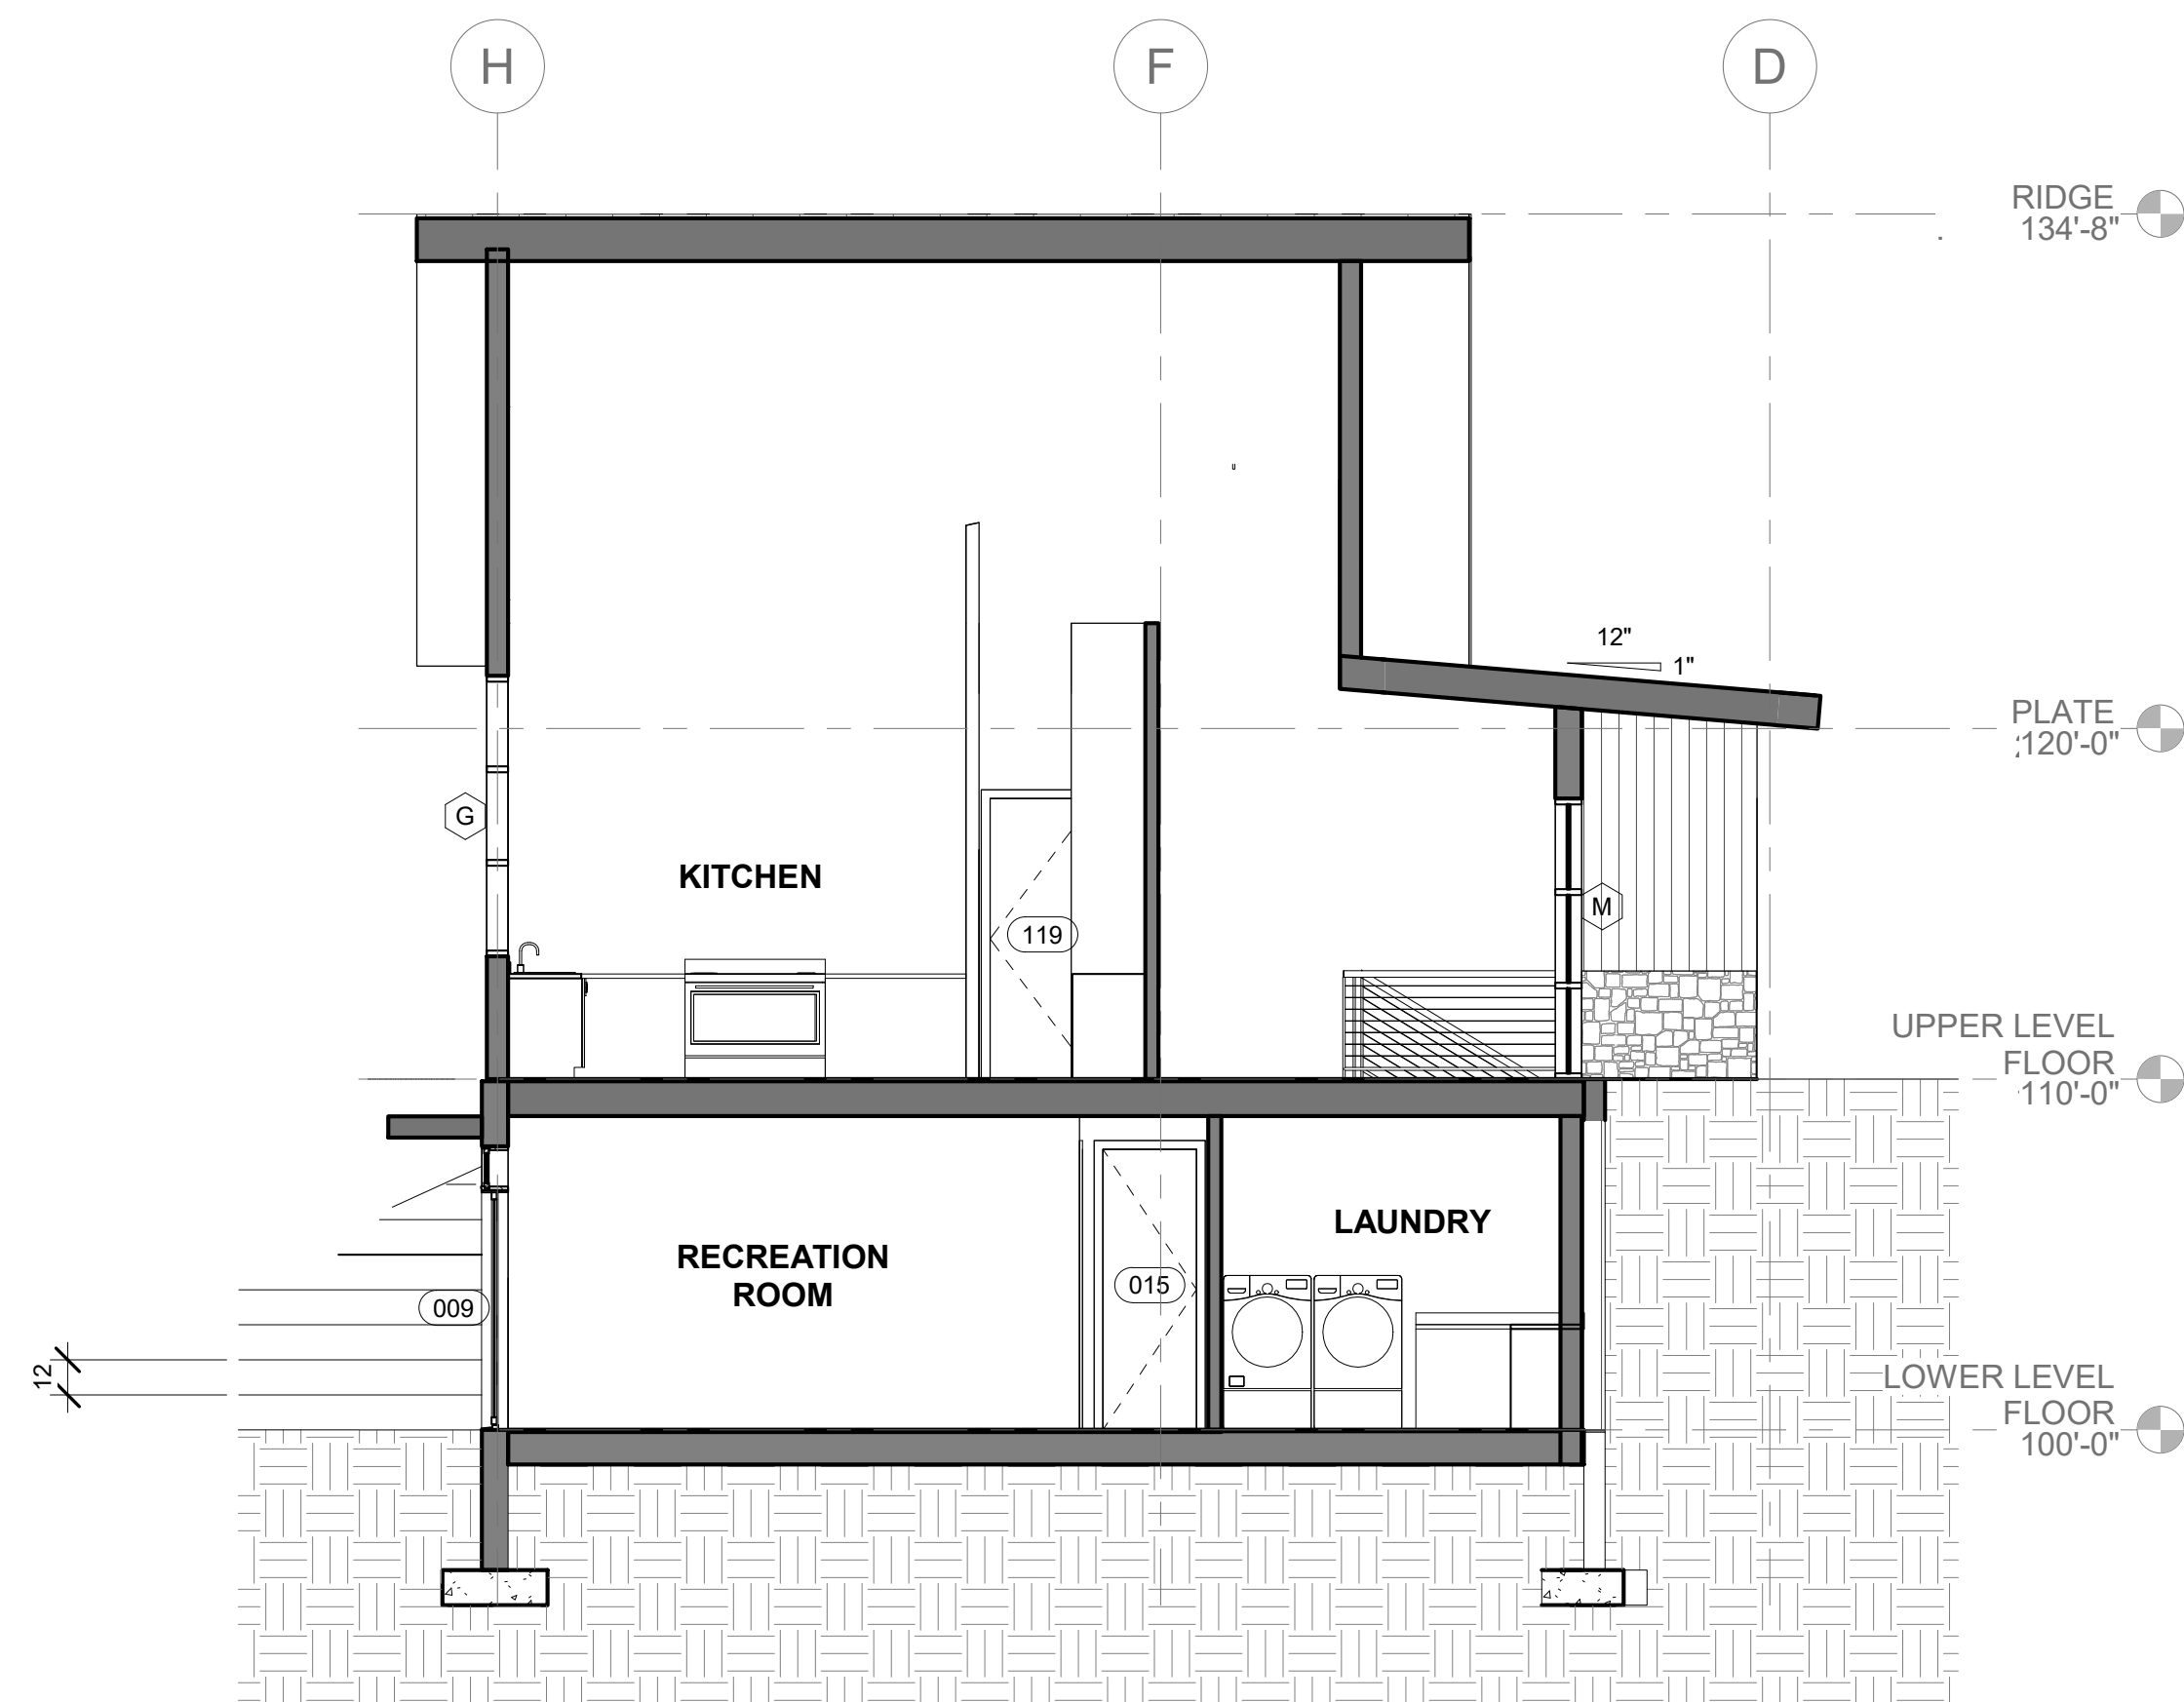 H
F
D
RIDGE
134'-8"
12"
1"
PLATE
120'-0"
G
KITCHEN
M
119
UPPER LEVEL
FLOOR
110'-0"
LAUNDRY
RECREATION
ROOM
015
009
12
LOWER LEVEL
FLOOR
100'-0"